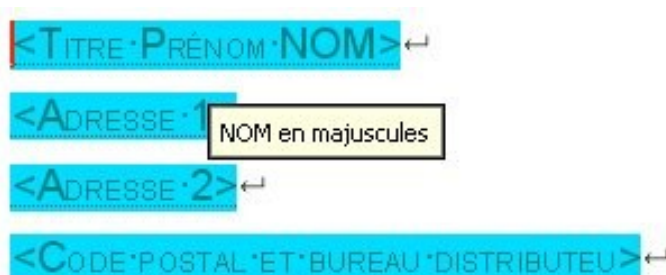 <Titre Prénom NOM>
<Adresse 1
NOM en majuscules
<Adresse 2>
<Code postal et bureau distributeu>